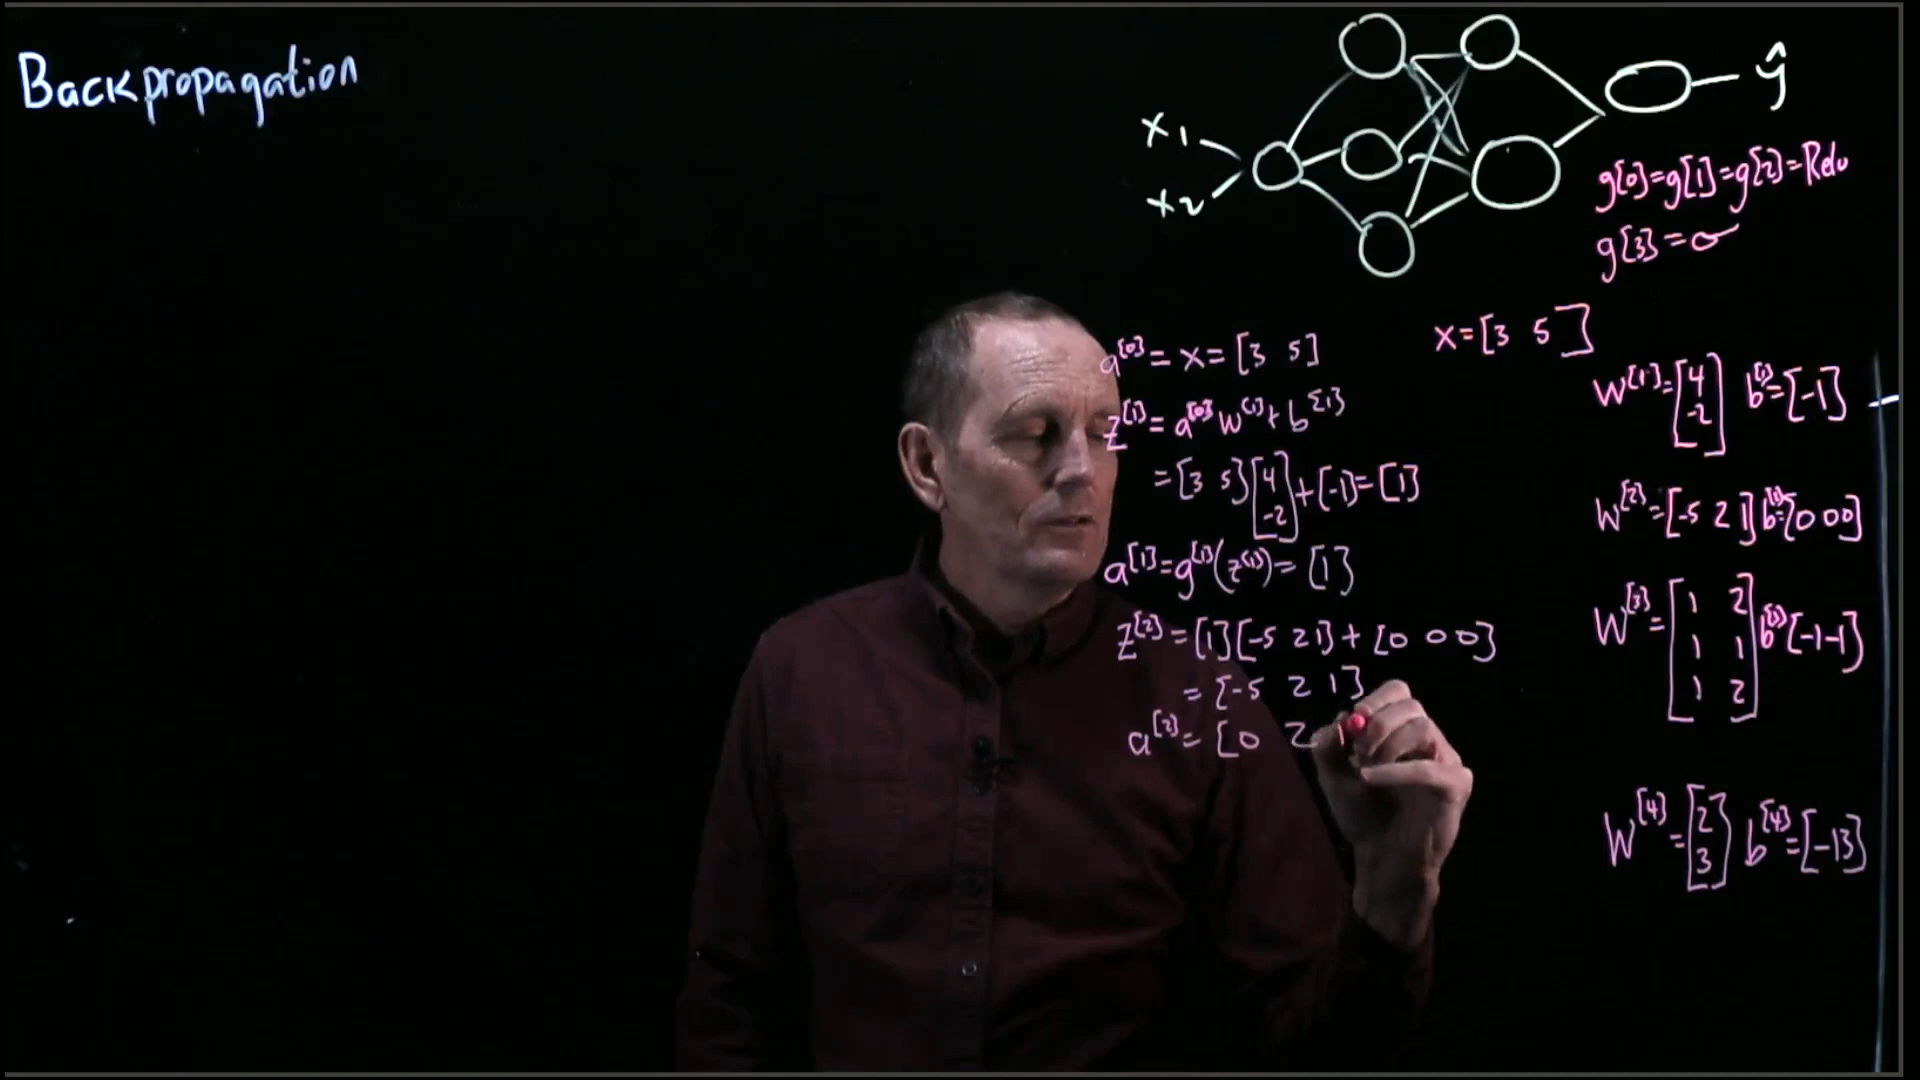 Backpropagation
x1
x2
ŷ
g[0]=g[1]=g[2]=Relu
g[3]=σ
a[0] = x = [3 5]
z[1] = a[0] w[1] + b[1]
= [3 5][4 -2] + [-1] = [1]
a[1] = g[1](z[1]) = [1]
z[2] = [1][-5 2 1] + [0 0 0]
= [-5 2 1]
a[2] = [0 2 1
x=[3 5]
W[1]=[4 -2] b[1]=[-1]
W[2]=[-5 2 1] b[2]=[0 0 0]
W[3]=[1 2
1 1
1 2] b[3][-1 -1]
W[4]=[2 3] b[4]=[-13]